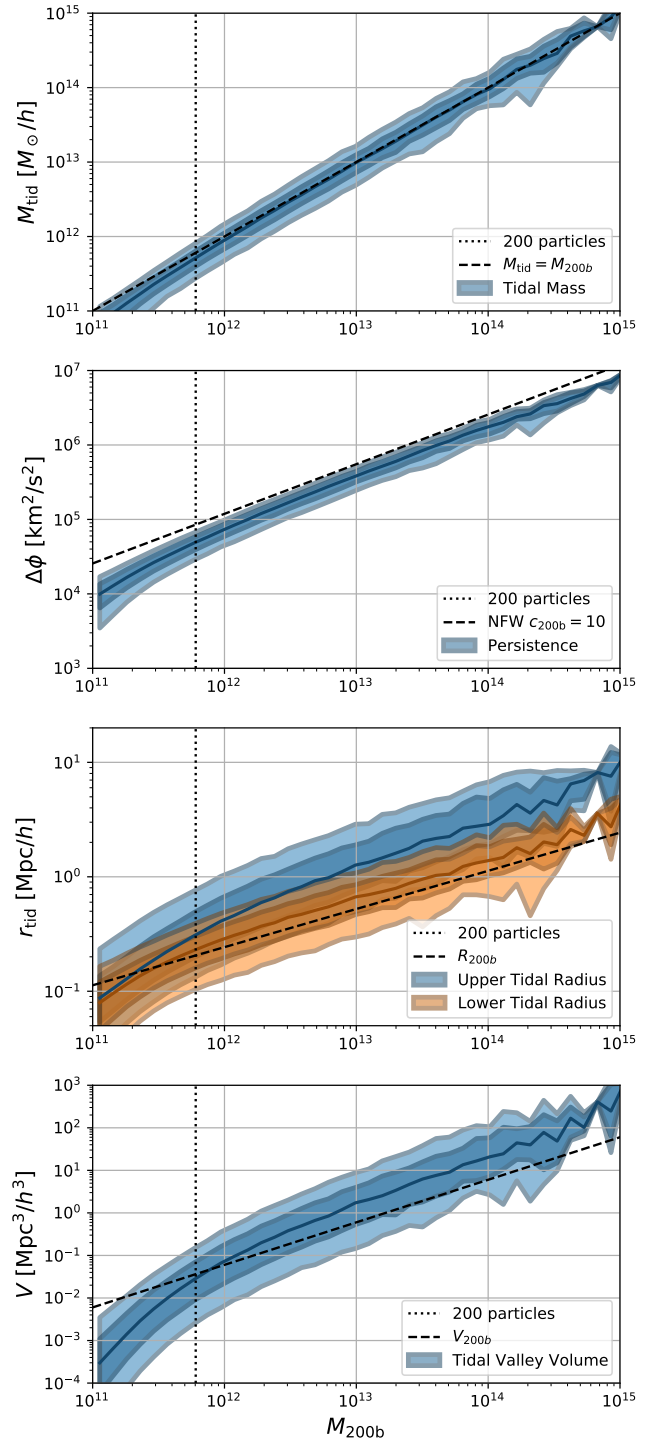 10^15
10^14
10^13
10^12
10^11
M_tid [M_⊙/h]
200 particles
M_tid = M_200b
Tidal Mass
10^11 10^12 10^13 10^14 10^15
10^7
10^6
10^5
10^4
10^3
Δϕ [km^2/s^2]
200 particles
NFW c_200b = 10
Persistence
10^11 10^12 10^13 10^14 10^15
10^1
10^0
10^−1
r_tid [Mpc/h]
200 particles
R_200b
Upper Tidal Radius
Lower Tidal Radius
10^11 10^12 10^13 10^14 10^15
10^3
10^2
10^1
10^0
10^−1
10^−2
10^−3
10^−4
V [Mpc^3/h^3]
200 particles
V_200b
Tidal Valley Volume
10^11 10^12 10^13 10^14 10^15
M_200b